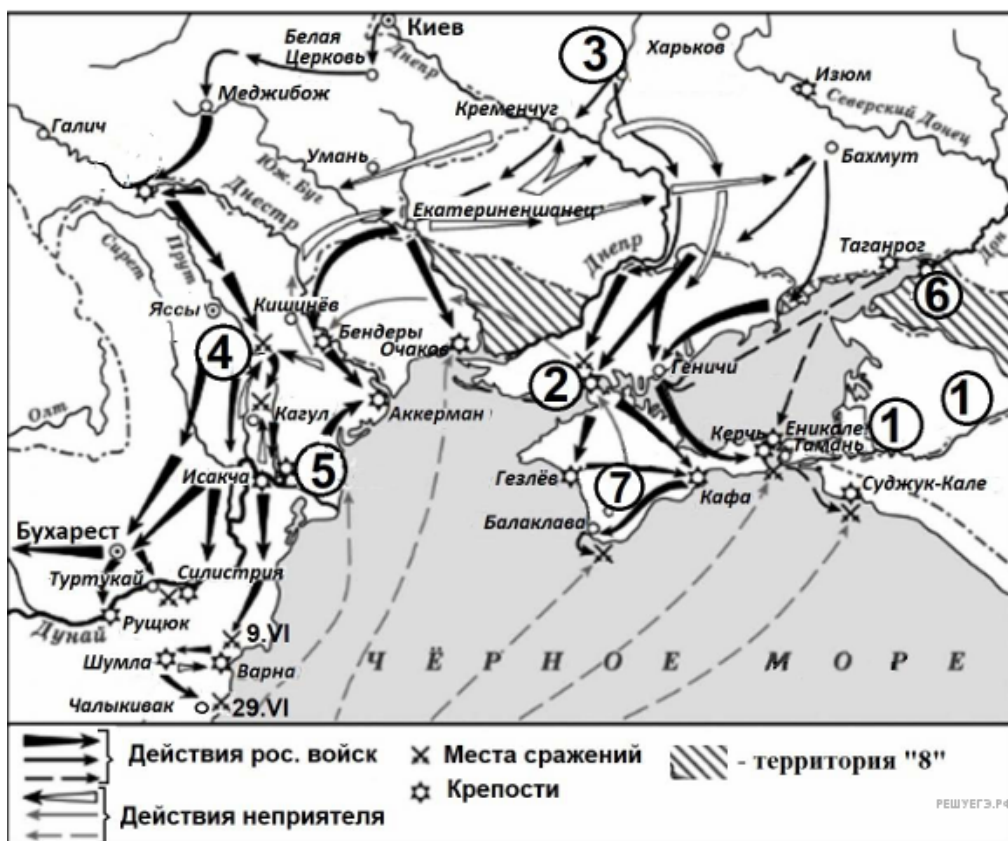 Киев
Белая
Церковь
Днепр
3
Харьков
Изюм
Северский Донец
Меджибож
Кременчуг
Галич
Умань
Бахмут
Юж. Буг
Днестр
Екатериненшанец
Днепр
Таганрог
Дон
Сирет
Прут
6
Яссы
Кишинёв
Бендеры
Очаков
4
2
Геничи
1
1
Олт
Кагул
Аккерман
Керчь
Еникале
Тамань
5
Исакча
Гезлёв
7
Кафа
Суджук-Кале
Бухарест
Балаклава
Туртукай
Силистрия
Рущюк
Дунай
9.VI
Шумла
Варна
ЧЁРНОЕ МОРЕ
Чалыкивак
29.VI
Действия рос. войск
Места сражений
- территория "8"
Крепости
Действия неприятеля
РЕШУЕГЭ.РФ